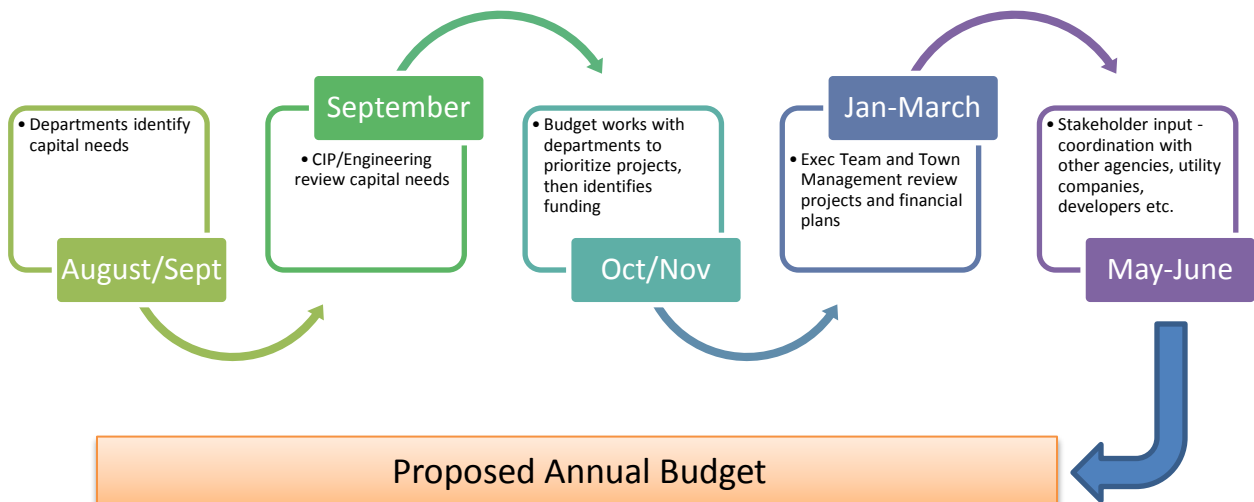 • Departments identify
capital needs
August/Sept
September
• CIP/Engineering
review capital needs
• Budget works with
departments to
prioritize projects,
then identifies
funding
Oct/Nov
Jan-March
• Exec Team and Town
Management review
projects and financial
plans
• Stakeholder input -
coordination with
other agencies, utility
companies,
developers etc.
May-June
Proposed Annual Budget